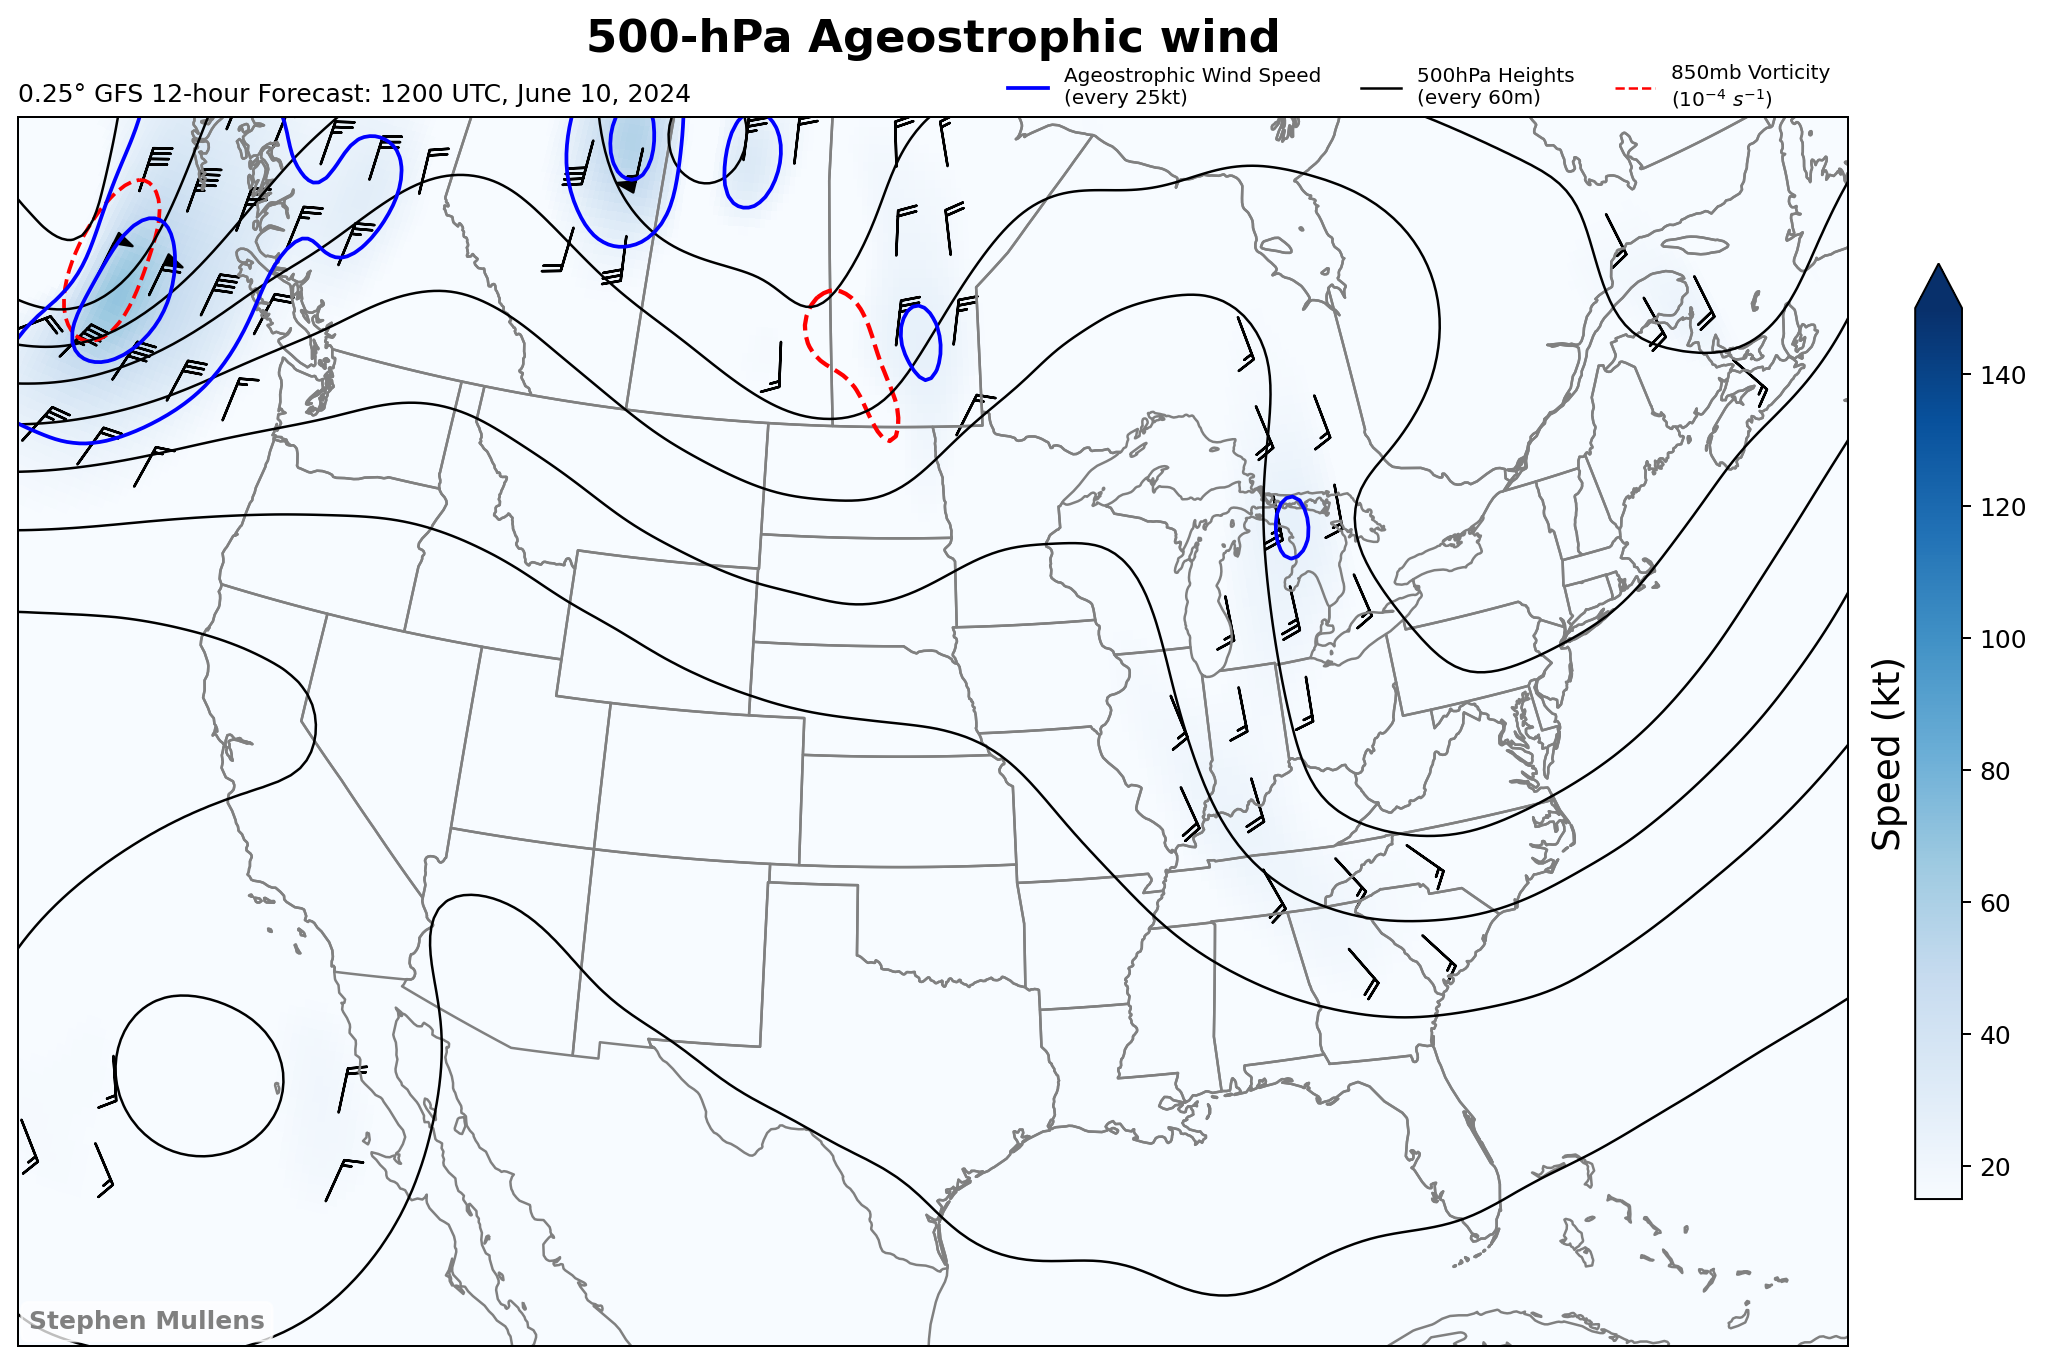 500-hPa Ageostrophic wind
0.25° GFS 12-hour Forecast: 1200 UTC, June 10, 2024
Ageostrophic Wind Speed
(every 25kt)
500hPa Heights
(every 60m)
850mb Vorticity
(10⁻⁴ s⁻¹)
140
120
100
80
60
40
20
Speed (kt)
Stephen Mullens